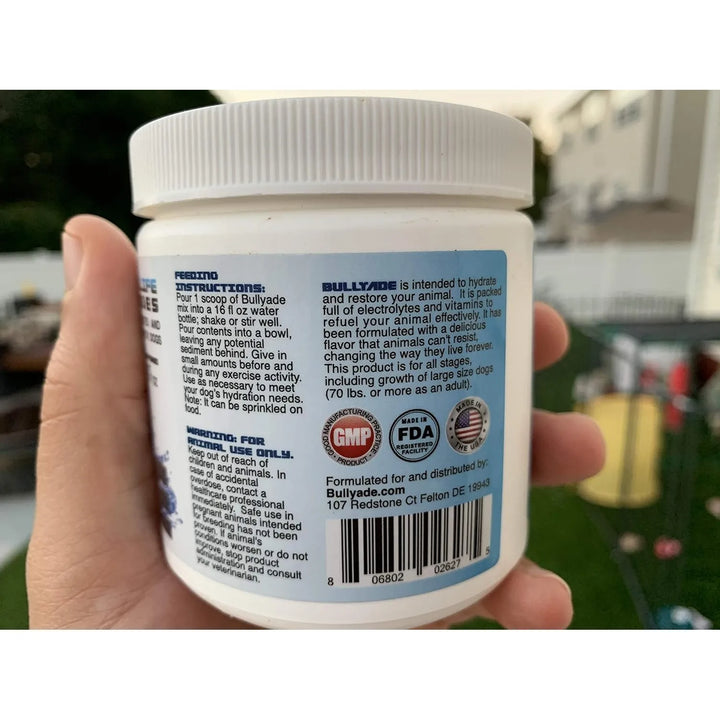 LIFE
FEEDING
INSTRUCTIONS:
Pour 1 scoop of Bullyade
mix into a 16 fl oz water
bottle; shake or stir well.
Pour contents into a bowl,
leaving any potential
sediment behind. Give in
small amounts before and
during any exercise activity.
Use as necessary to meet
your dog's hydration needs.
Note: It can be sprinkled on
food.
WARNING: FOR
ANIMAL USE ONLY.
Keep out of reach of
children and animals. In
case of accidental
overdose, contact a
healthcare professional
immediately. Safe use in
pregnant animals intended
for breeding has not been
proven. If animal's
conditions worsen or do not
improve, stop product
administration and consult
your veterinarian.
BULLYADE is intended to hydrate
and restore your animal. It is packed
full of electrolytes and vitamins to
refuel your animal effectively. It has
been formulated with a delicious
flavor that animals can't resist,
changing the way they live forever.
This product is for all stages,
including growth of large size dogs
(70 lbs. or more as an adult).
GOOD MANUFACTURING PRACTICE
GMP
PRODUCT
MADE IN
FDA
REGISTERED
FACILITY
MADE IN
THE USA
Formulated for and distributed by:
Bullyade.com
107 Redstone Ct Felton DE 19943
8 06802 02627 5